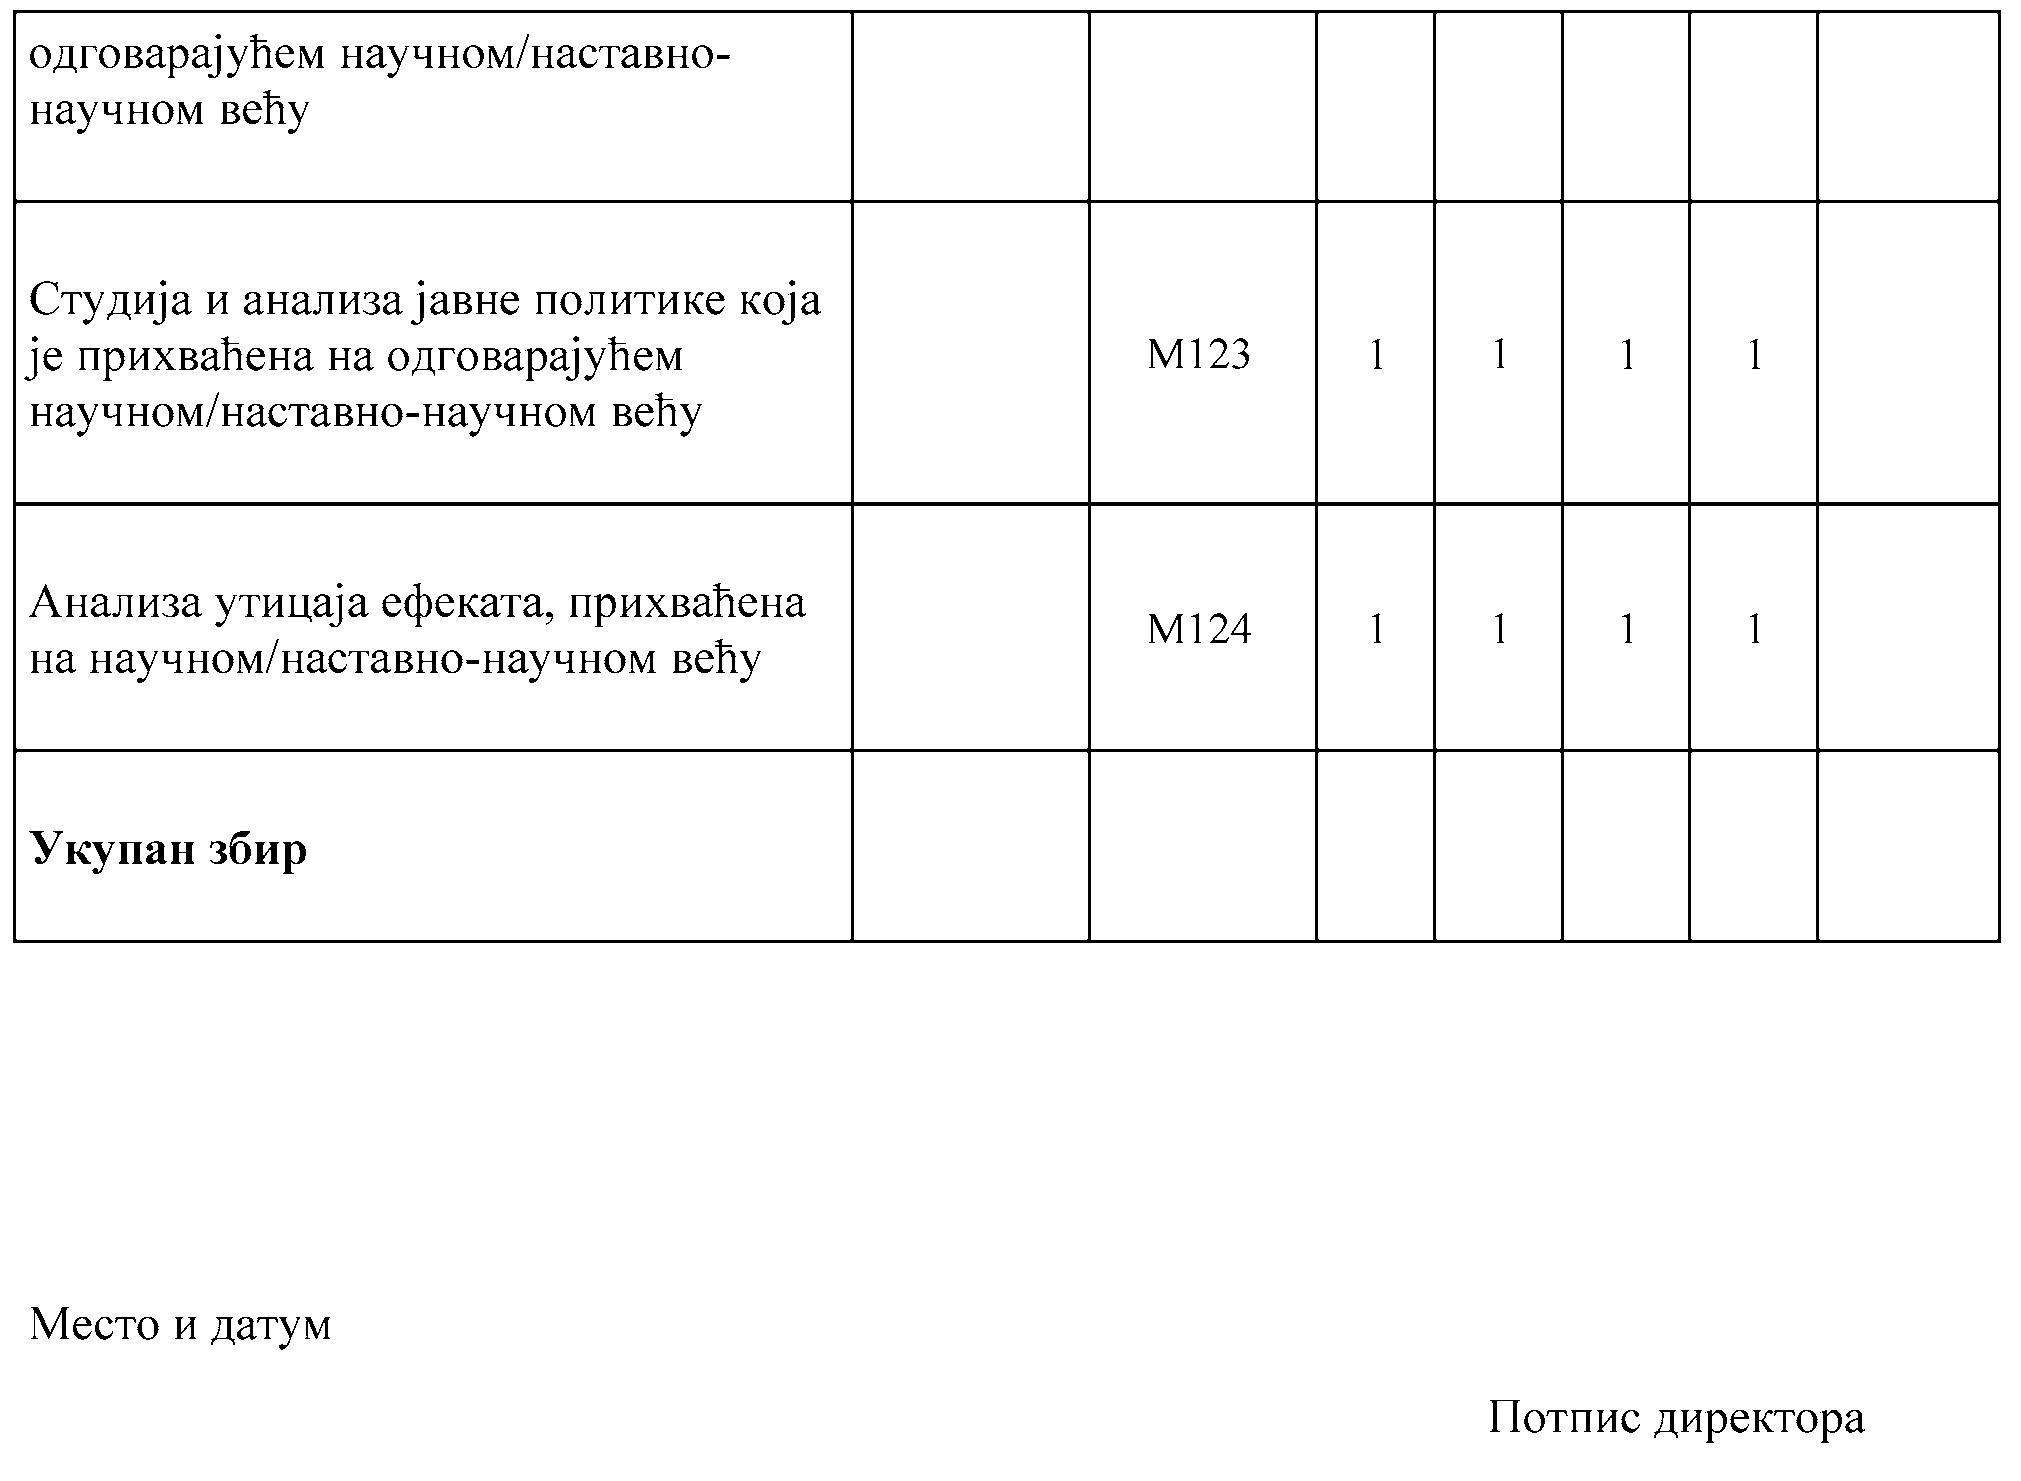 одговарајућем научном/наставно-
научном већу
Студија и анализа јавне политике која
је прихваћена на одговарајућем
научном/наставно-научном већу
М123 1 1 1 1
Анализа утицаја ефеката, прихваћена
на научном/наставно-научном већу
М124 1 1 1 1
Укупан збир
Место и датум
Потпис директора